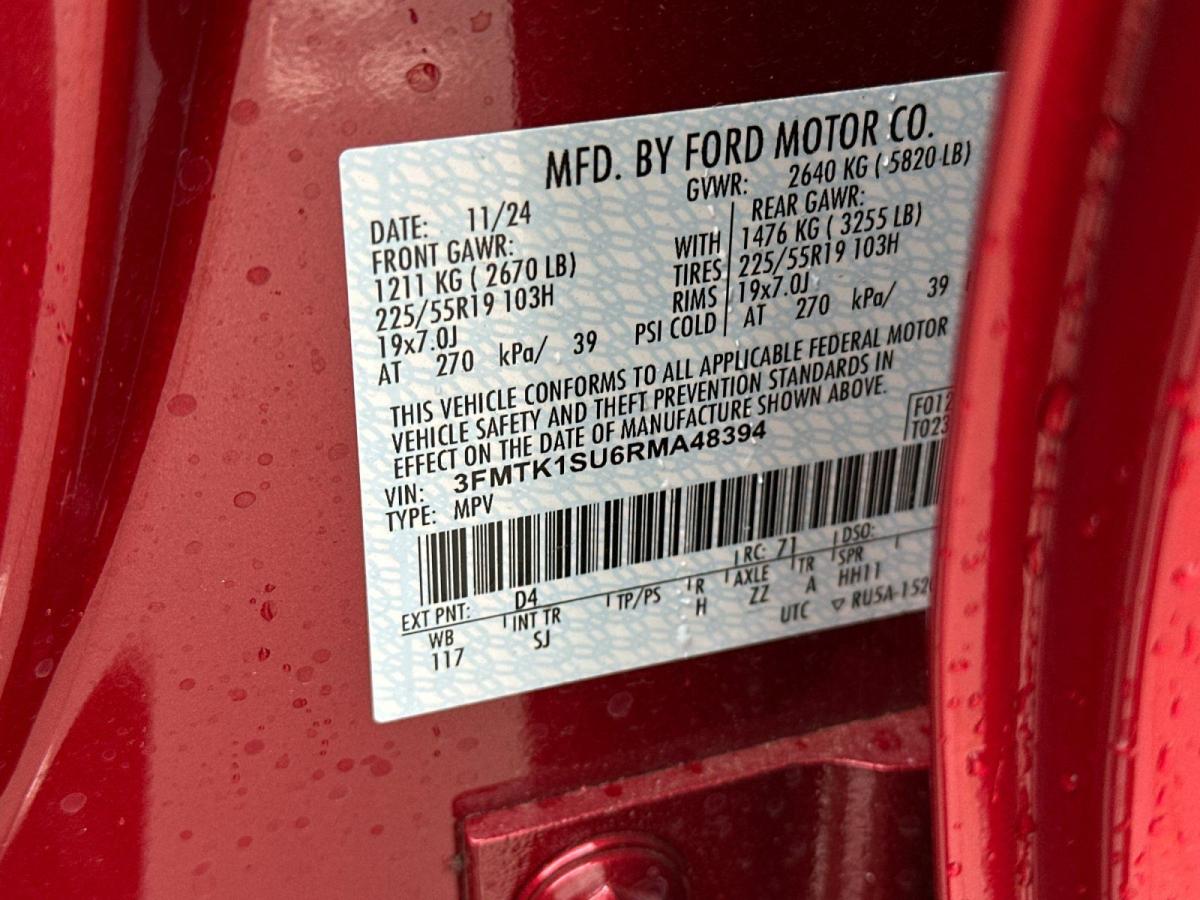 MFD. BY FORD MOTOR CO.
DATE: 11/24 GVWR: 2640 KG ( 5820 LB)
FRONT GAWR: REAR GAWR:
1211 KG ( 2670 LB) WITH 1476 KG ( 3255 LB)
225/55R19 103H TIRES 225/55R19 103H
19x7.0J RIMS 19x7.0J
AT 270 kPa/ 39 PSI COLD AT 270 kPa/ 39
THIS VEHICLE CONFORMS TO ALL APPLICABLE FEDERAL MOTOR
VEHICLE SAFETY AND THEFT PREVENTION STANDARDS IN
EFFECT ON THE DATE OF MANUFACTURE SHOWN ABOVE.
F012
T023
VIN: 3FMTK1SU6RMA48394
TYPE: MPV
EXT PNT: D4 RC: 71 DSO:
WB INT TR TP/PS R AXLE TR SPR
117 SJ H ZZ A HH11
UTC ▽ RU5A-152